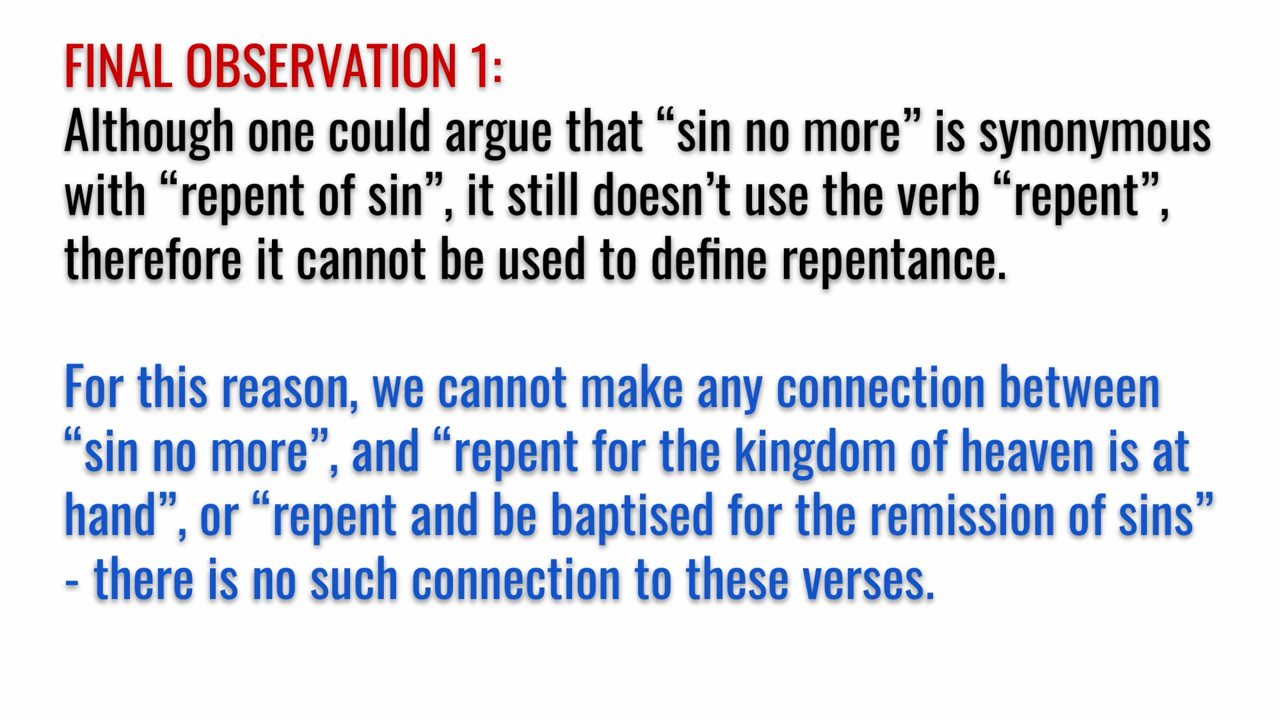 FINAL OBSERVATION 1:
Although one could argue that “sin no more” is synonymous
with “repent of sin”, it still doesn’t use the verb “repent”,
therefore it cannot be used to define repentance.
For this reason, we cannot make any connection between
“sin no more”, and “repent for the kingdom of heaven is at
hand”, or “repent and be baptised for the remission of sins”
- there is no such connection to these verses.